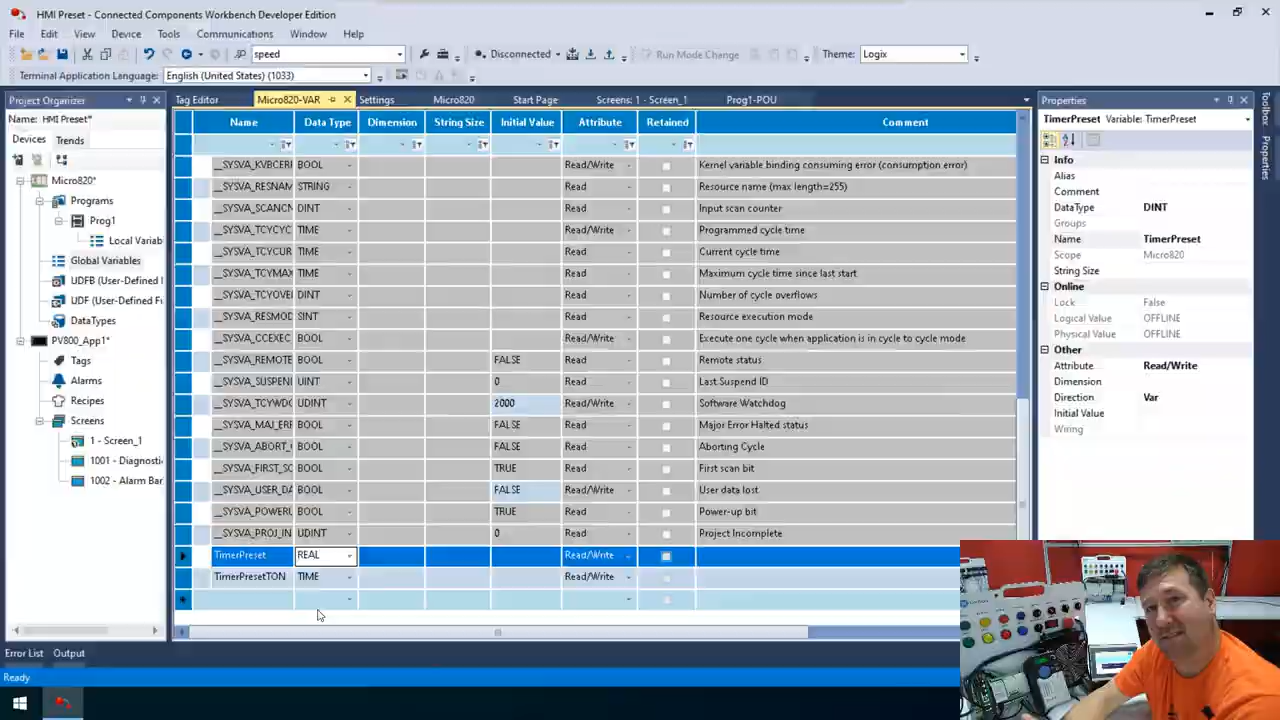 HMI Preset - Connected Components Workbench Developer Edition
File Edit View Device Tools Communications Window Help
speed Disconnected Run Mode Change Theme: Logix
Terminal Application Language: English (United States) (1033)
Project Organizer
Tag Editor Micro820-VAR Settings Micro820 Start Page Screens: 1 - Screen_1 Prog1-POU
Properties
Toolbox
Properties
Name: HMI Preset*
Devices Trends
Micro820*
Programs
Prog1
Local Variab
Global Variables
UDFB (User-Defined F
UDF (User-Defined Fu
DataTypes
PV800_App1*
Tags
Alarms
Recipes
Screens
1 - Screen_1
1001 - Diagnosti
1002 - Alarm Bar
Name Data Type Dimension String Size Initial Value Attribute Retained Comment
__SYSVA_KVBCERF BOOL Read/Write Kernel variable binding consuming error (consumption error)
__SYSVA_RESNAM STRING Read Resource name (max length=255)
__SYSVA_SCANCN DINT Read Input scan counter
__SYSVA_TCYCYC TIME Read Programmed cycle time
__SYSVA_TCYCUR TIME Read Current cycle time
__SYSVA_TCYMAX TIME Read Maximum cycle time since last start
__SYSVA_TCYOVE DINT Read Number of cycle overflows
__SYSVA_RESMOD SINT Read Resource execution mode
__SYSVA_CCEXEC BOOL Read/Write Execute one cycle when application is in cycle to cycle mode
__SYSVA_REMOTE BOOL FALSE Read Remote status
__SYSVA_SUSPEN UINT 0 Read Last Suspend ID
__SYSVA_TCYWDG UDINT 2000 Read/Write Software Watchdog
__SYSVA_MAJ_ERR BOOL FALSE Read Major Error Halted status
__SYSVA_ABORT_ BOOL FALSE Read Aborting Cycle
__SYSVA_FIRST_SC BOOL TRUE Read First scan bit
__SYSVA_USER_DA BOOL FALSE Read/Write User data lost
__SYSVA_POWERU BOOL TRUE Read Power-up bit
__SYSVA_PROJ_IN UDINT 0 Read Project Incomplete
TimerPreset REAL Read/Write
TimerPresetTON TIME Read/Write
TimerPreset Variable: TimerPreset
Info
Alias
Comment
DataType DINT
Groups
Name TimerPreset
Scope Micro820
String Size
Online
Lock False
Logical Value OFFLINE
Physical Value OFFLINE
Other
Attribute Read/Write
Dimension
Direction Var
Initial Value
Wiring
Error List Output
Ready